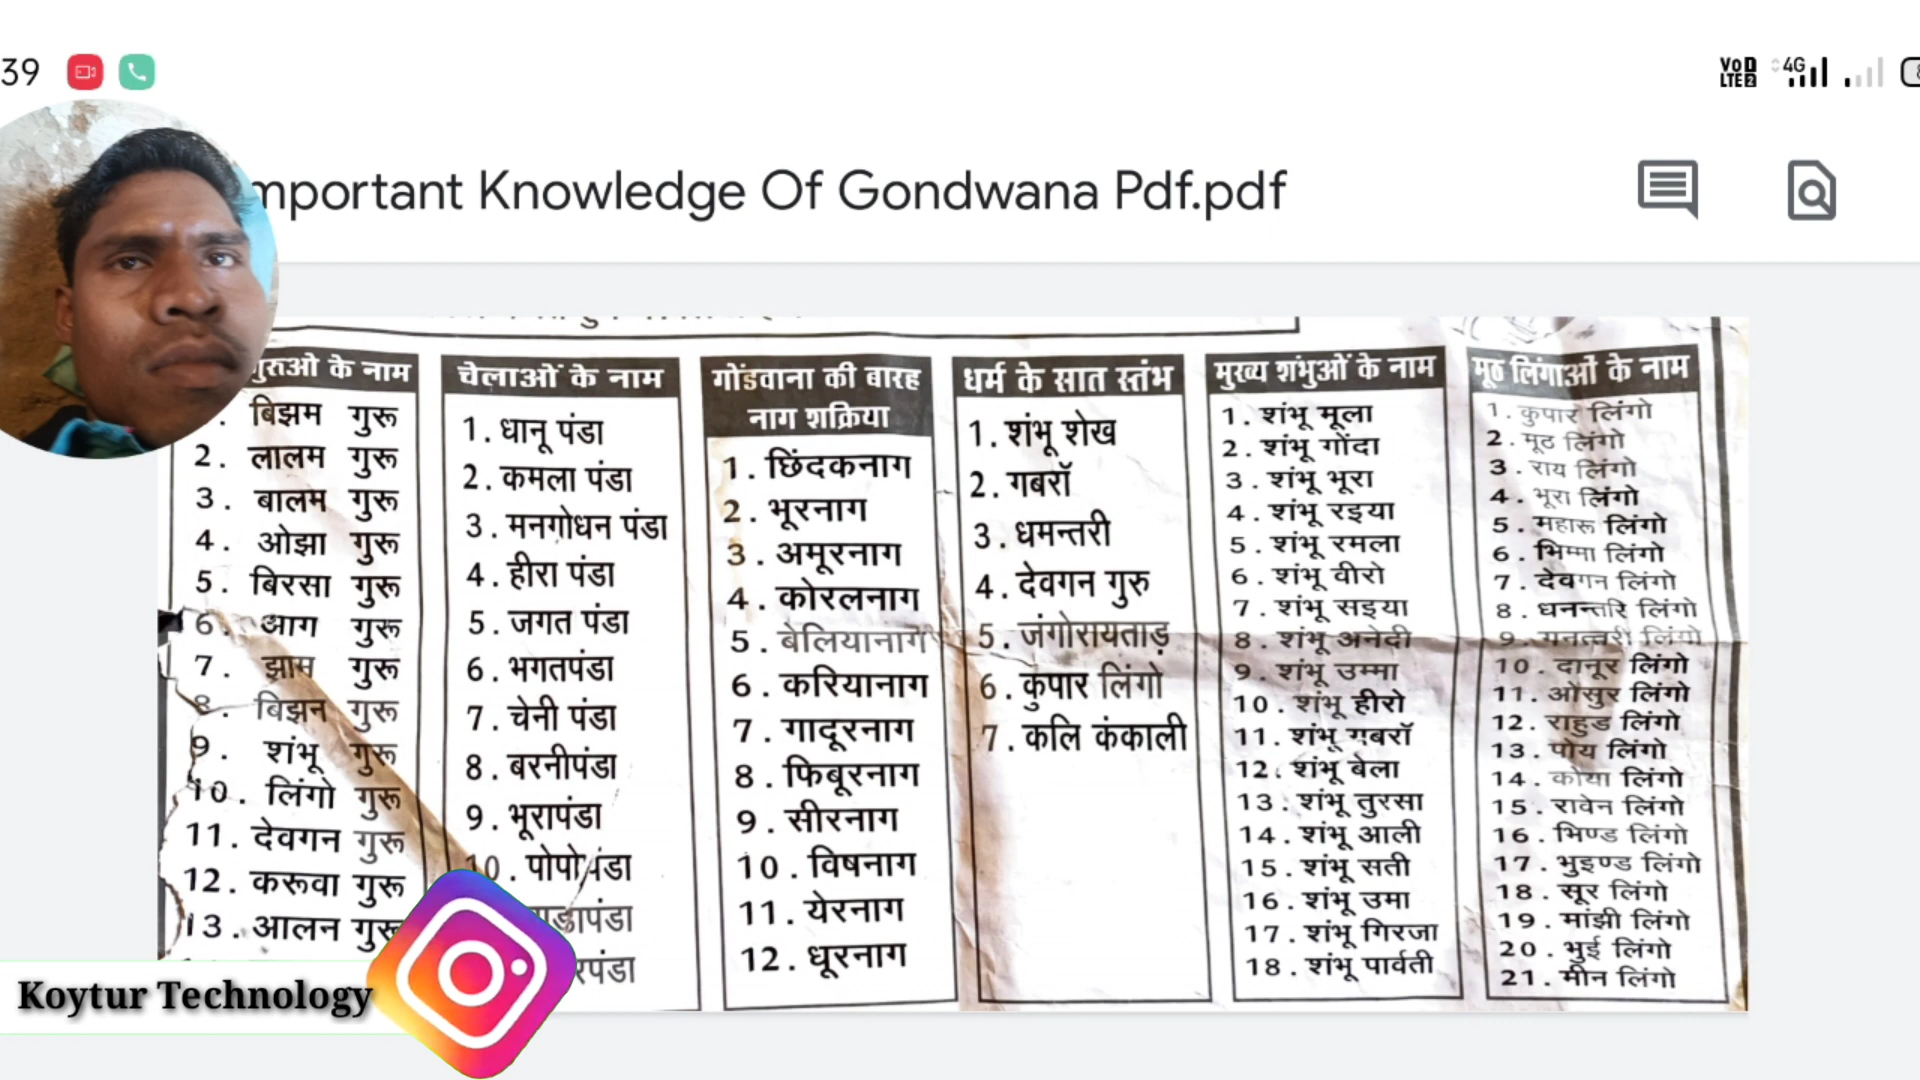 39
VoD LTE2 4G
mportant Knowledge Of Gondwana Pdf.pdf
गुरुओ के नाम
बिझम गुरू
2. लालम गुरू
3. बालम गुरू
4. ओझा गुरू
5. बिरसा गुरू
6. आग गुरू
7. झाम गुरू
8. बिझन गुरू
9. शंभू गुरू
10. लिंगो गुरू
11. देवगन गुरू
12. करूवा गुरू
13. आलन गुरू
चेलाओं के नाम
1. धानू पंडा
2. कमला पंडा
3. मनगोधन पंडा
4. हीरा पंडा
5. जगत पंडा
6. भगतपंडा
7. चेनी पंडा
8. बरनीपंडा
9. भूरापंडा
10. पोपो पंडा
डापंडा
रपंडा
गोंडवाना की बारह
नाग शक्रिया
1. छिंदकनाग
2. भूरनाग
3. अमूरनाग
4. कोरलनाग
5. बेलियानाग
6. करियानाग
7. गादूरनाग
8. फिबूरनाग
9. सीरनाग
10. विषनाग
11. येरनाग
12. धूरनाग
धर्म के सात स्तंभ
1. शंभू शेख
2. गबरॉ
3. धमन्तरी
4. देवगन गुरु
5. जंगोरायताड़
6. कुंपार लिंगो
7. कलि कंकाली
मुख्य शंभुओं के नाम
1. शंभू मूला
2. शंभू गोंदा
3. शंभू भूरा
4. शंभू रइया
5. शंभू रमला
6. शंभू वीरो
7. शंभू सइया
8. शंभू अनेदी
9. शंभू उम्मा
10. शंभू हीरो
11. शंभू गबरॉ
12. शंभू बेला
13. शंभू तुरसा
14. शंभू आली
15. शंभू सती
16. शंभू उमा
17. शंभू गिरजा
18. शंभू पार्वती
मूठ लिंगाओं के नाम
1. कुपार लिंगो
2. मूठ लिंगो
3. राय लिंगो
4. भूरा लिंगो
5. महारू लिंगो
6. भिम्मा लिंगो
7. देवगन लिंगो
8. धनन्तरि लिंगो
9. लिंगो
10. दानूर लिंगो
11. ओसुर लिंगो
12. राहुड लिंगो
13. पोय लिंगो
14. कोया लिंगो
15. रावेन लिंगो
16. भिण्ड लिंगो
17. भुइण्ड लिंगो
18. सूर लिंगो
19. मांझी लिंगो
20. भुई लिंगो
21. मीन लिंगो
Koytur Technology